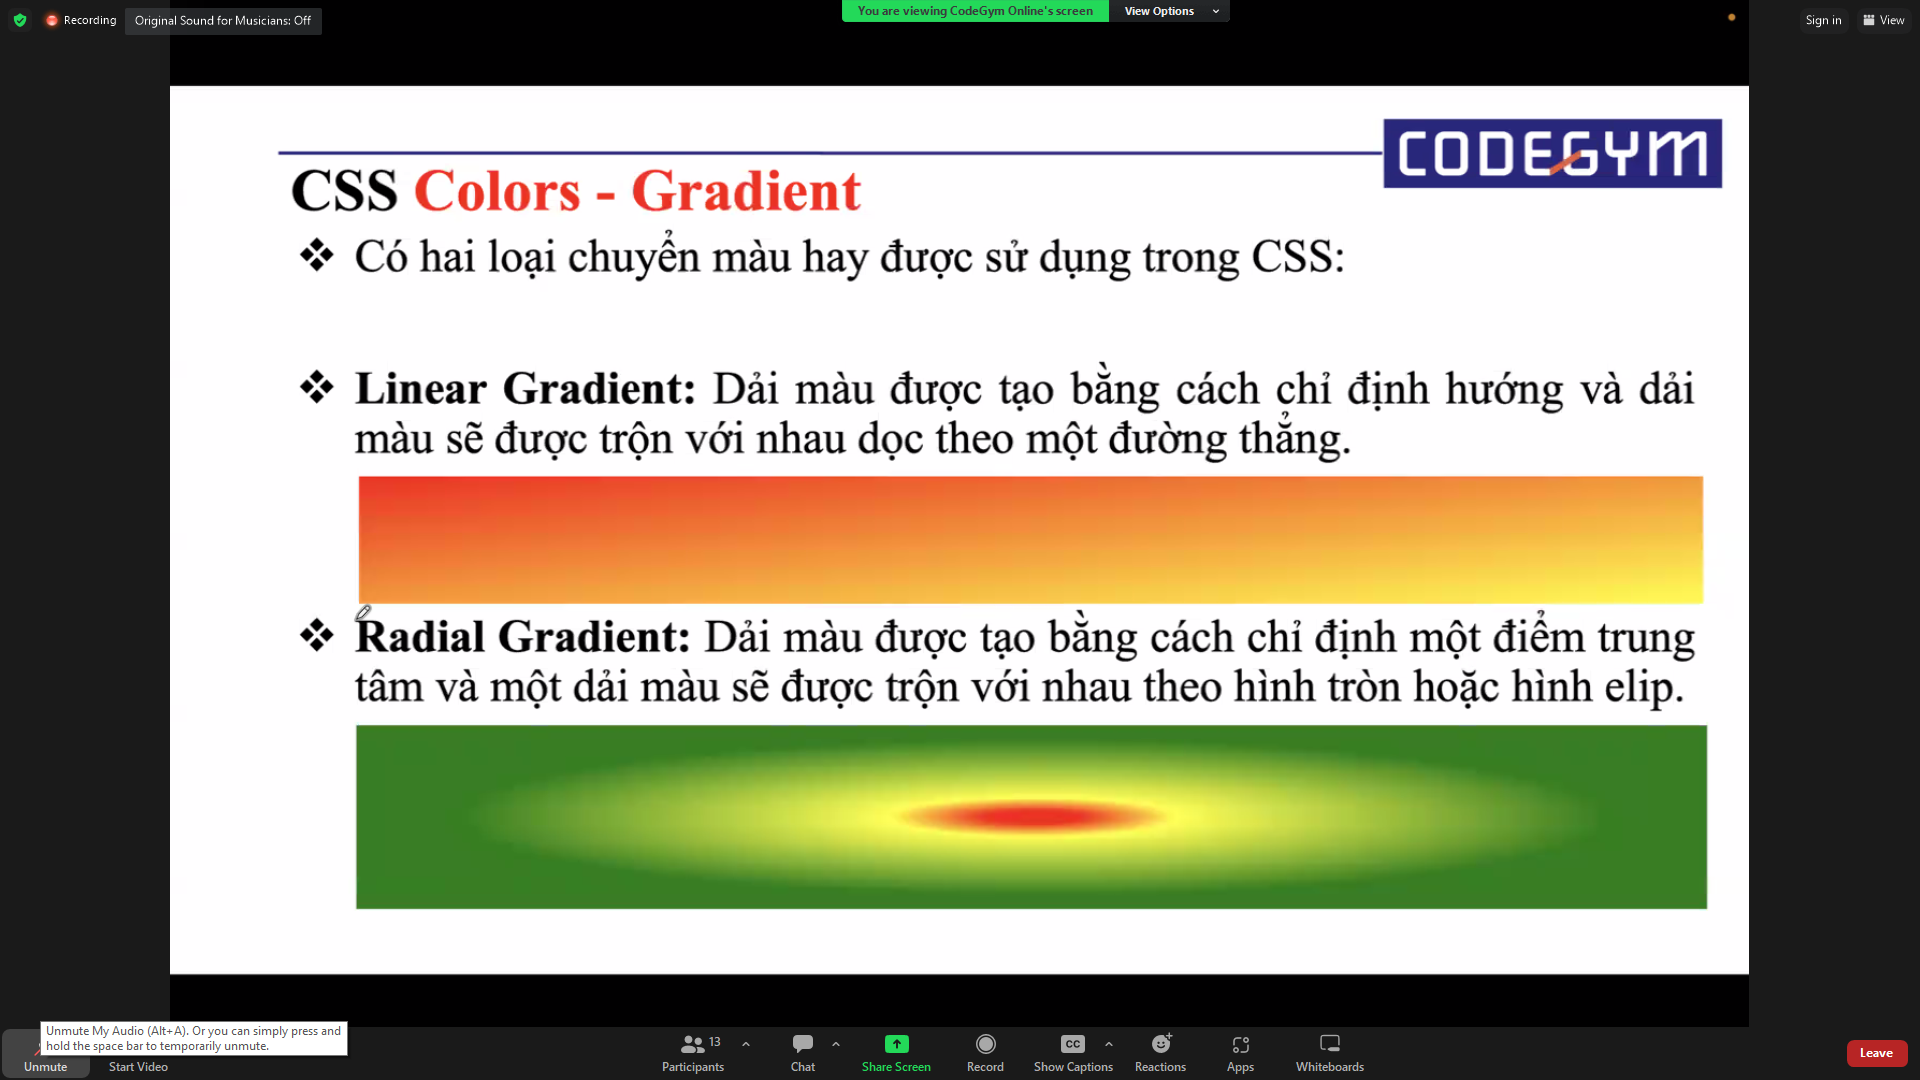 Recording
Original Sound for Musicians: Off
You are viewing CodeGym Online's screen
View Options
Sign in
View
CODEGYM
CSS Colors - Gradient
Có hai loại chuyển màu hay được sử dụng trong CSS:
Linear Gradient: Dải màu được tạo bằng cách chỉ định hướng và dải
màu sẽ được trộn với nhau dọc theo một đường thẳng.
Radial Gradient: Dải màu được tạo bằng cách chỉ định một điểm trung
tâm và một dải màu sẽ được trộn với nhau theo hình tròn hoặc hình elip.
Unmute My Audio (Alt+A). Or you can simply press and
hold the space bar to temporarily unmute.
Unmute
Start Video
13
Participants
Chat
Share Screen
Record
CC
Show Captions
Reactions
Apps
Whiteboards
Leave